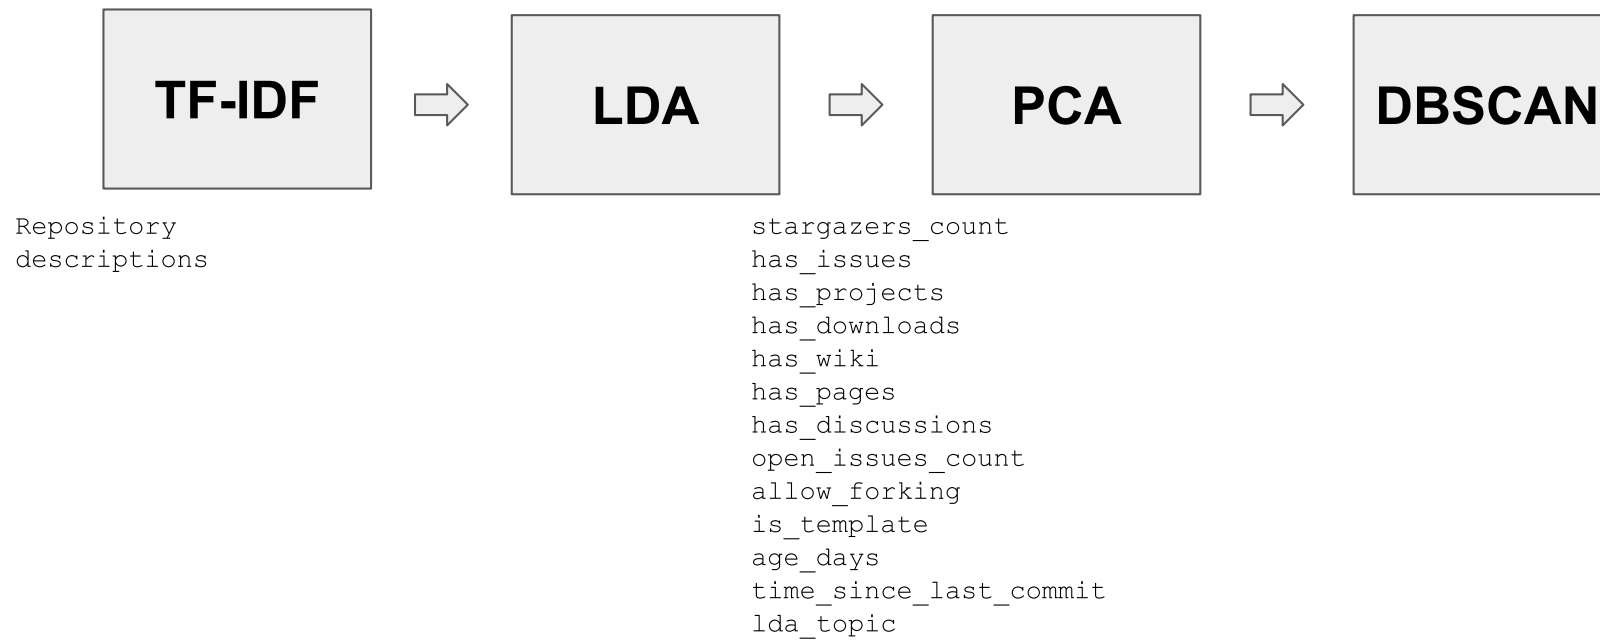 TF-IDF
LDA
PCA
DBSCAN
Repository
descriptions
stargazers_count
has_issues
has_projects
has_downloads
has_wiki
has_pages
has_discussions
open_issues_count
allow_forking
is_template
age_days
time_since_last_commit
lda_topic